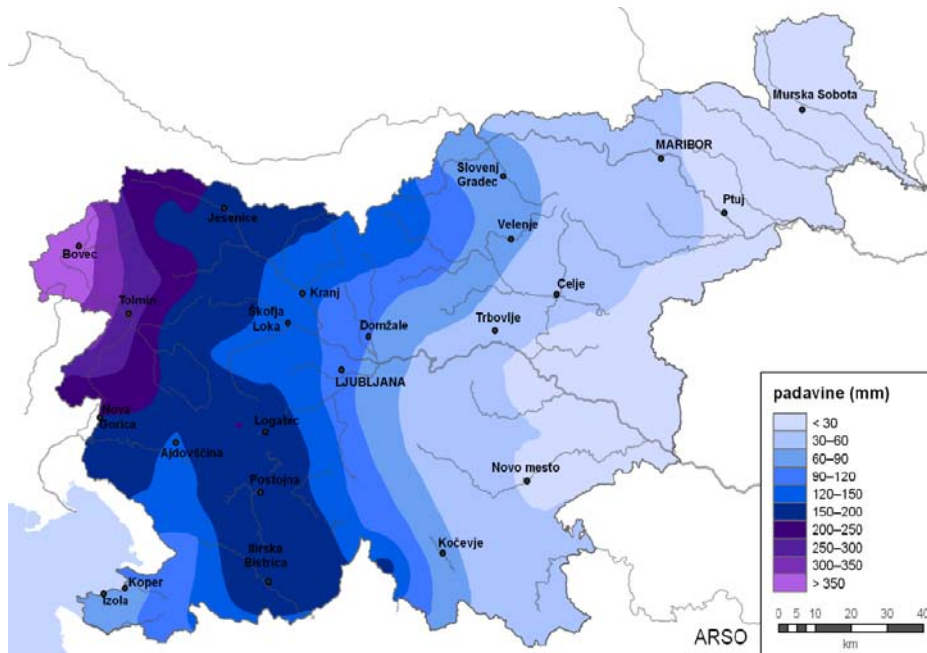 Murska Sobota
MARIBOR
Slovenj
Gradec
Ptuj
Jesenice
Velenje
Bovec
Kranj
Celje
Tolmin
Škofja
Loka
Domžale
Trbovlje
LJUBLJANA
Nova
Gorica
Logatec
Ajdovščina
Postojna
Novo mesto
Kočevje
Ilirska
Bistrica
Koper
Izola
ARSO
padavine (mm)
< 30
30–60
60–90
90–120
120–150
150–200
200–250
250–300
300–350
> 350
0 5 10 20 30 40
km